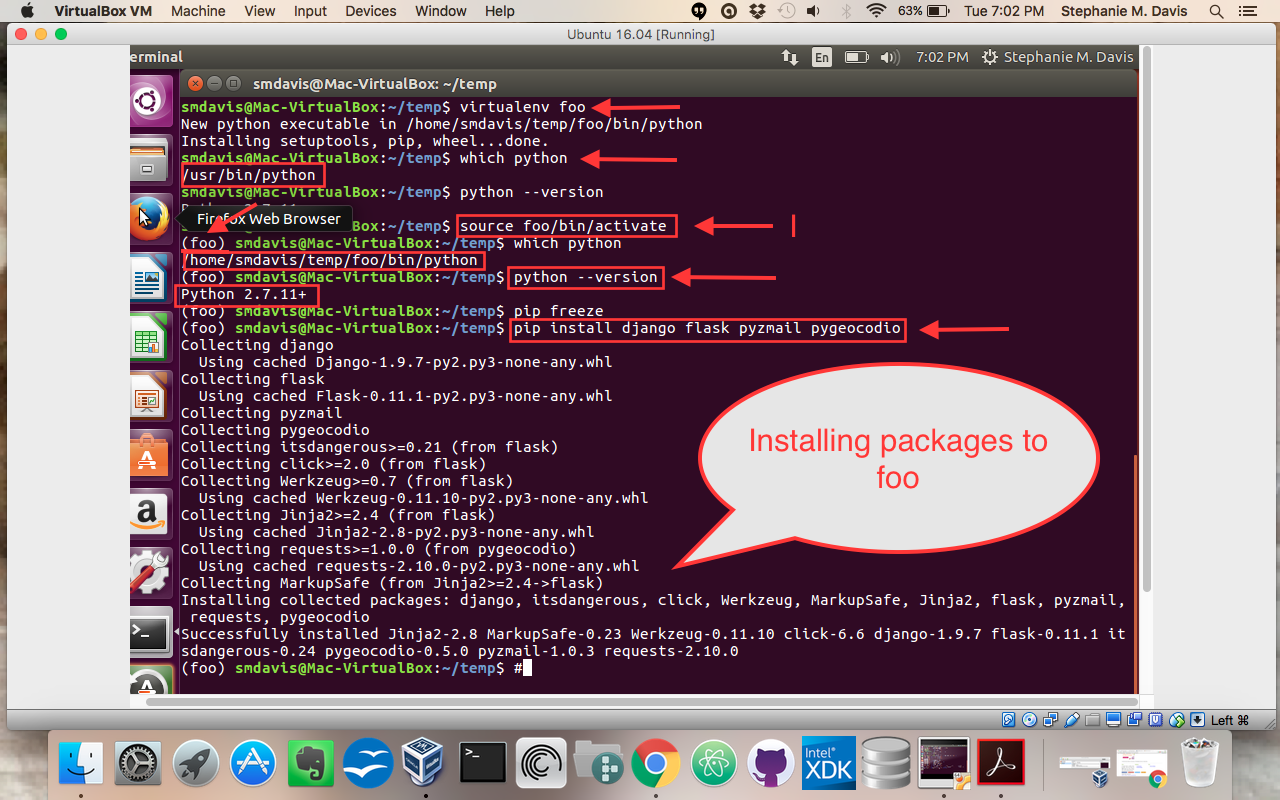 VirtualBox VM Machine View Input Devices Window Help 63% Tue 7:02 PM Stephanie M. Davis
Ubuntu 16.04 [Running]
erminal En 7:02 PM Stephanie M. Davis
smdavis@Mac-VirtualBox: ~/temp
smdavis@Mac-VirtualBox:~/temp$ virtualenv foo
New python executable in /home/smdavis/temp/foo/bin/python
Installing setuptools, pip, wheel...done.
smdavis@Mac-VirtualBox:~/temp$ which python
/usr/bin/python
smdavis@Mac-VirtualBox:~/temp$ python --version
Firefox Web Browser
-VirtualBox:~/temp$ source foo/bin/activate
(foo) smdavis@Mac-VirtualBox:~/temp$ which python
/home/smdavis/temp/foo/bin/python
(foo) smdavis@Mac-VirtualBox:~/temp$ python --version
Python 2.7.11+
(foo) smdavis@Mac-VirtualBox:~/temp$ pip freeze
(foo) smdavis@Mac-VirtualBox:~/temp$ pip install django flask pyzmail pygeocodio
Collecting django
Using cached Django-1.9.7-py2.py3-none-any.whl
Collecting flask
Using cached Flask-0.11.1-py2.py3-none-any.whl
Collecting pyzmail
Collecting pygeocodio
Collecting itsdangerous>=0.21 (from flask)
Collecting click>=2.0 (from flask)
Collecting Werkzeug>=0.7 (from flask)
Using cached Werkzeug-0.11.10-py2.py3-none-any.whl
Collecting Jinja2>=2.4 (from flask)
Using cached Jinja2-2.8-py2.py3-none-any.whl
Collecting requests>=1.0.0 (from pygeocodio)
Using cached requests-2.10.0-py2.py3-none-any.whl
Collecting MarkupSafe (from Jinja2>=2.4->flask)
Installing collected packages: django, itsdangerous, click, Werkzeug, MarkupSafe, Jinja2, flask, pyzmail,
requests, pygeocodio
Successfully installed Jinja2-2.8 MarkupSafe-0.23 Werkzeug-0.11.10 click-6.6 django-1.9.7 flask-0.11.1 it
sdangerous-0.24 pygeocodio-0.5.0 pyzmail-1.0.3 requests-2.10.0
(foo) smdavis@Mac-VirtualBox:~/temp$ #
Installing packages to
foo
Left ⌘
Intel® XDK